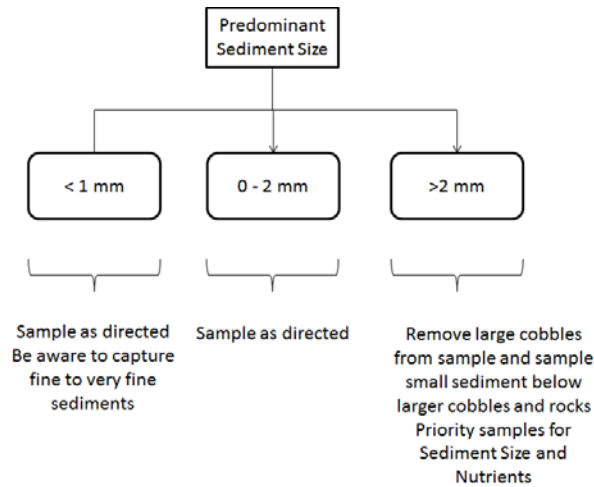 Predominant
Sediment Size
< 1 mm
0 - 2 mm
>2 mm
Sample as directed
Be aware to capture
fine to very fine
sediments
Sample as directed
Remove large cobbles
from sample and sample
small sediment below
larger cobbles and rocks
Priority samples for
Sediment Size and
Nutrients